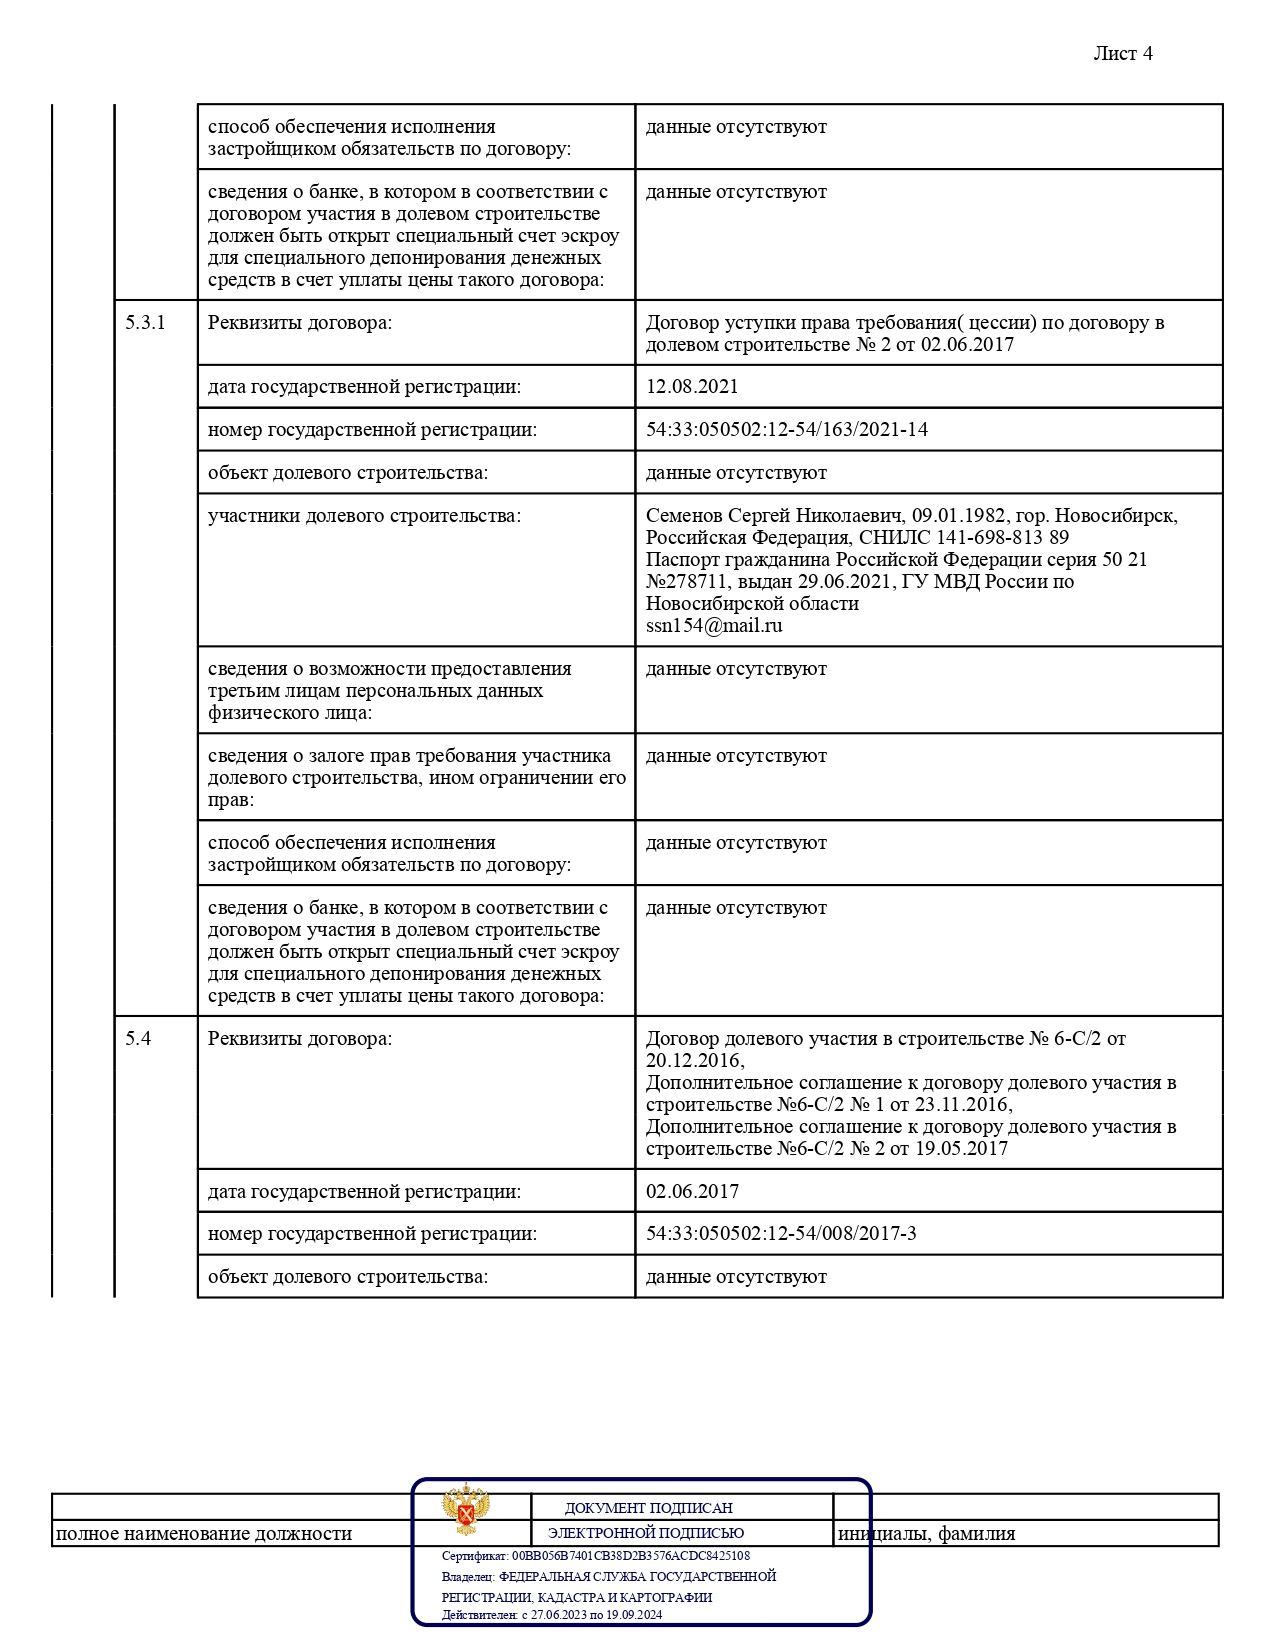 Лист 4
способ обеспечения исполнения
застройщиком обязательств по договору:
данные отсутствуют
сведения о банке, в котором в соответствии с
договором участия в долевом строительстве
должен быть открыт специальный счет эскроу
для специального депонирования денежных
средств в счет уплаты цены такого договора:
данные отсутствуют
5.3.1
Реквизиты договора:
Договор уступки права требования( цессии) по договору в
долевом строительстве № 2 от 02.06.2017
дата государственной регистрации:
12.08.2021
номер государственной регистрации:
54:33:050502:12-54/163/2021-14
объект долевого строительства:
данные отсутствуют
участники долевого строительства:
Семенов Сергей Николаевич, 09.01.1982, гор. Новосибирск,
Российская Федерация, СНИЛС 141-698-813 89
Паспорт гражданина Российской Федерации серия 50 21
№278711, выдан 29.06.2021, ГУ МВД России по
Новосибирской области
ssn154@mail.ru
сведения о возможности предоставления
третьим лицам персональных данных
физического лица:
данные отсутствуют
сведения о залоге прав требования участника
долевого строительства, ином ограничении его
прав:
данные отсутствуют
способ обеспечения исполнения
застройщиком обязательств по договору:
данные отсутствуют
сведения о банке, в котором в соответствии с
договором участия в долевом строительстве
должен быть открыт специальный счет эскроу
для специального депонирования денежных
средств в счет уплаты цены такого договора:
данные отсутствуют
5.4
Реквизиты договора:
Договор долевого участия в строительстве № 6-С/2 от
20.12.2016,
Дополнительное соглашение к договору долевого участия в
строительстве №6-С/2 № 1 от 23.11.2016,
Дополнительное соглашение к договору долевого участия в
строительстве №6-С/2 № 2 от 19.05.2017
дата государственной регистрации:
02.06.2017
номер государственной регистрации:
54:33:050502:12-54/008/2017-3
объект долевого строительства:
данные отсутствуют
ДОКУМЕНТ ПОДПИСАН
полное наименование должности
ЭЛЕКТРОННОЙ ПОДПИСЬЮ
инициалы, фамилия
Сертификат: 00BB056B7401CB38D2B3576ACDC8425108
Владелец: ФЕДЕРАЛЬНАЯ СЛУЖБА ГОСУДАРСТВЕННОЙ
РЕГИСТРАЦИИ, КАДАСТРА И КАРТОГРАФИИ
Действителен: с 27.06.2023 по 19.09.2024